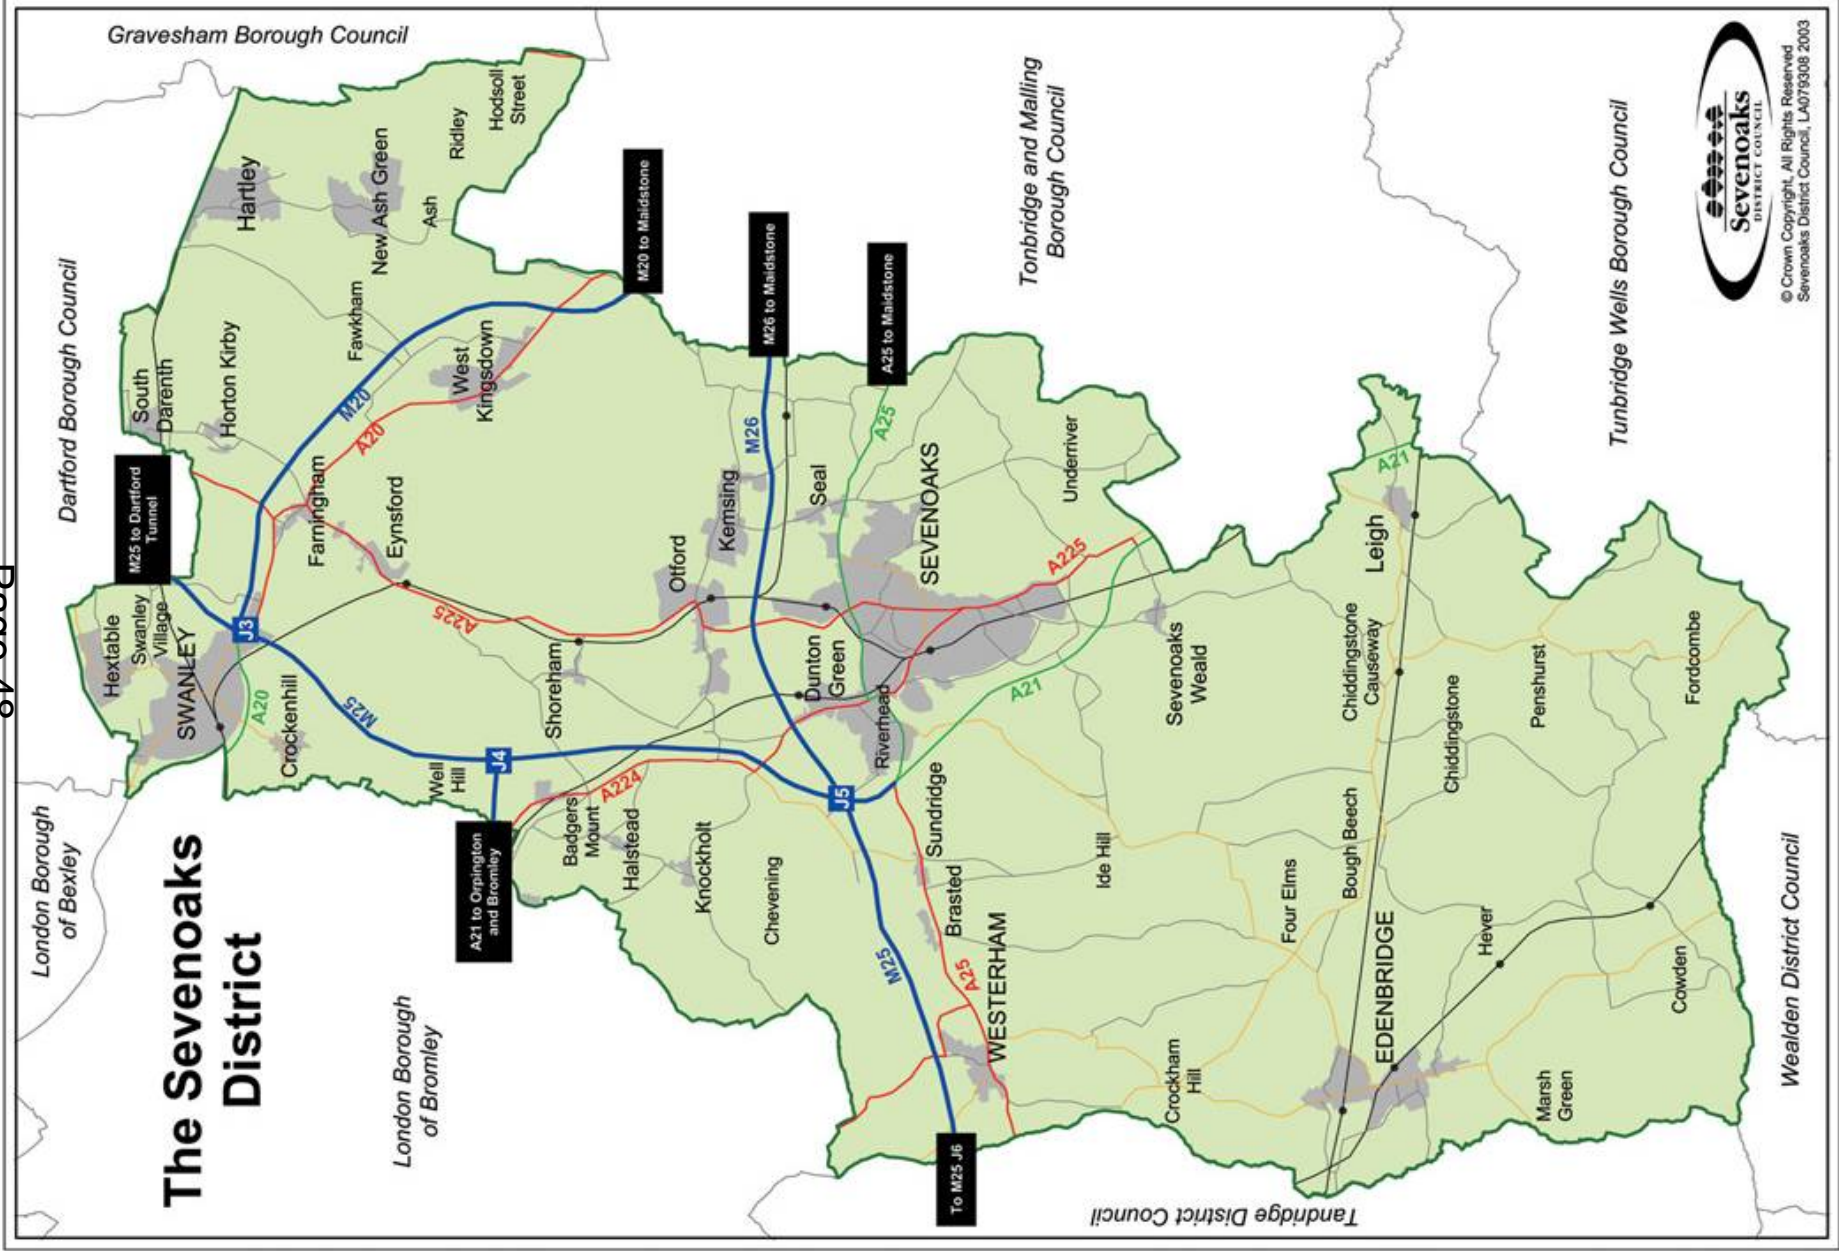 The Sevenoaks
District
London Borough
of Bexley
London Borough
of Bromley
Dartford Borough Council
Gravesham Borough Council
Tonbridge and Malling
Borough Council
Tunbridge Wells Borough Council
Wealden District Council
Tandridge District Council
M25 to Dartford
Tunnel
A21 to Orpington
and Bromley
To M25 J6
M20 to Maidstone
M26 to Maidstone
A25 to Maidstone
Hextable
Swanley
Village
SWANLEY
J3
A20
Crockenhill
M25
South
Darenth
Horton Kirby
Hartley
Fawkham
New Ash Green
Ash
Ridley
Hodsoll
Street
M20
A20
Farningham
Eynsford
West
Kingsdown
A225
Well
Hill
J4
Shoreham
Badgers
Mount
A224
Halstead
Knockholt
Chevening
Otford
Kemsing
M26
Seal
A25
Dunton
Green
Riverhead
J5
SEVENOAKS
Sundridge
Brasted
M25
A25
WESTERHAM
A21
A225
Underriver
Ide Hill
Sevenoaks
Weald
Crockham
Hill
Four Elms
Bough Beech
Chiddingstone
Causeway
Leigh
A21
EDENBRIDGE
Hever
Chiddingstone
Penshurst
Marsh
Green
Cowden
Fordcombe
Sevenoaks
DISTRICT COUNCIL
© Crown Copyright, All Rights Reserved
Sevenoaks District Council, LA079308 2003